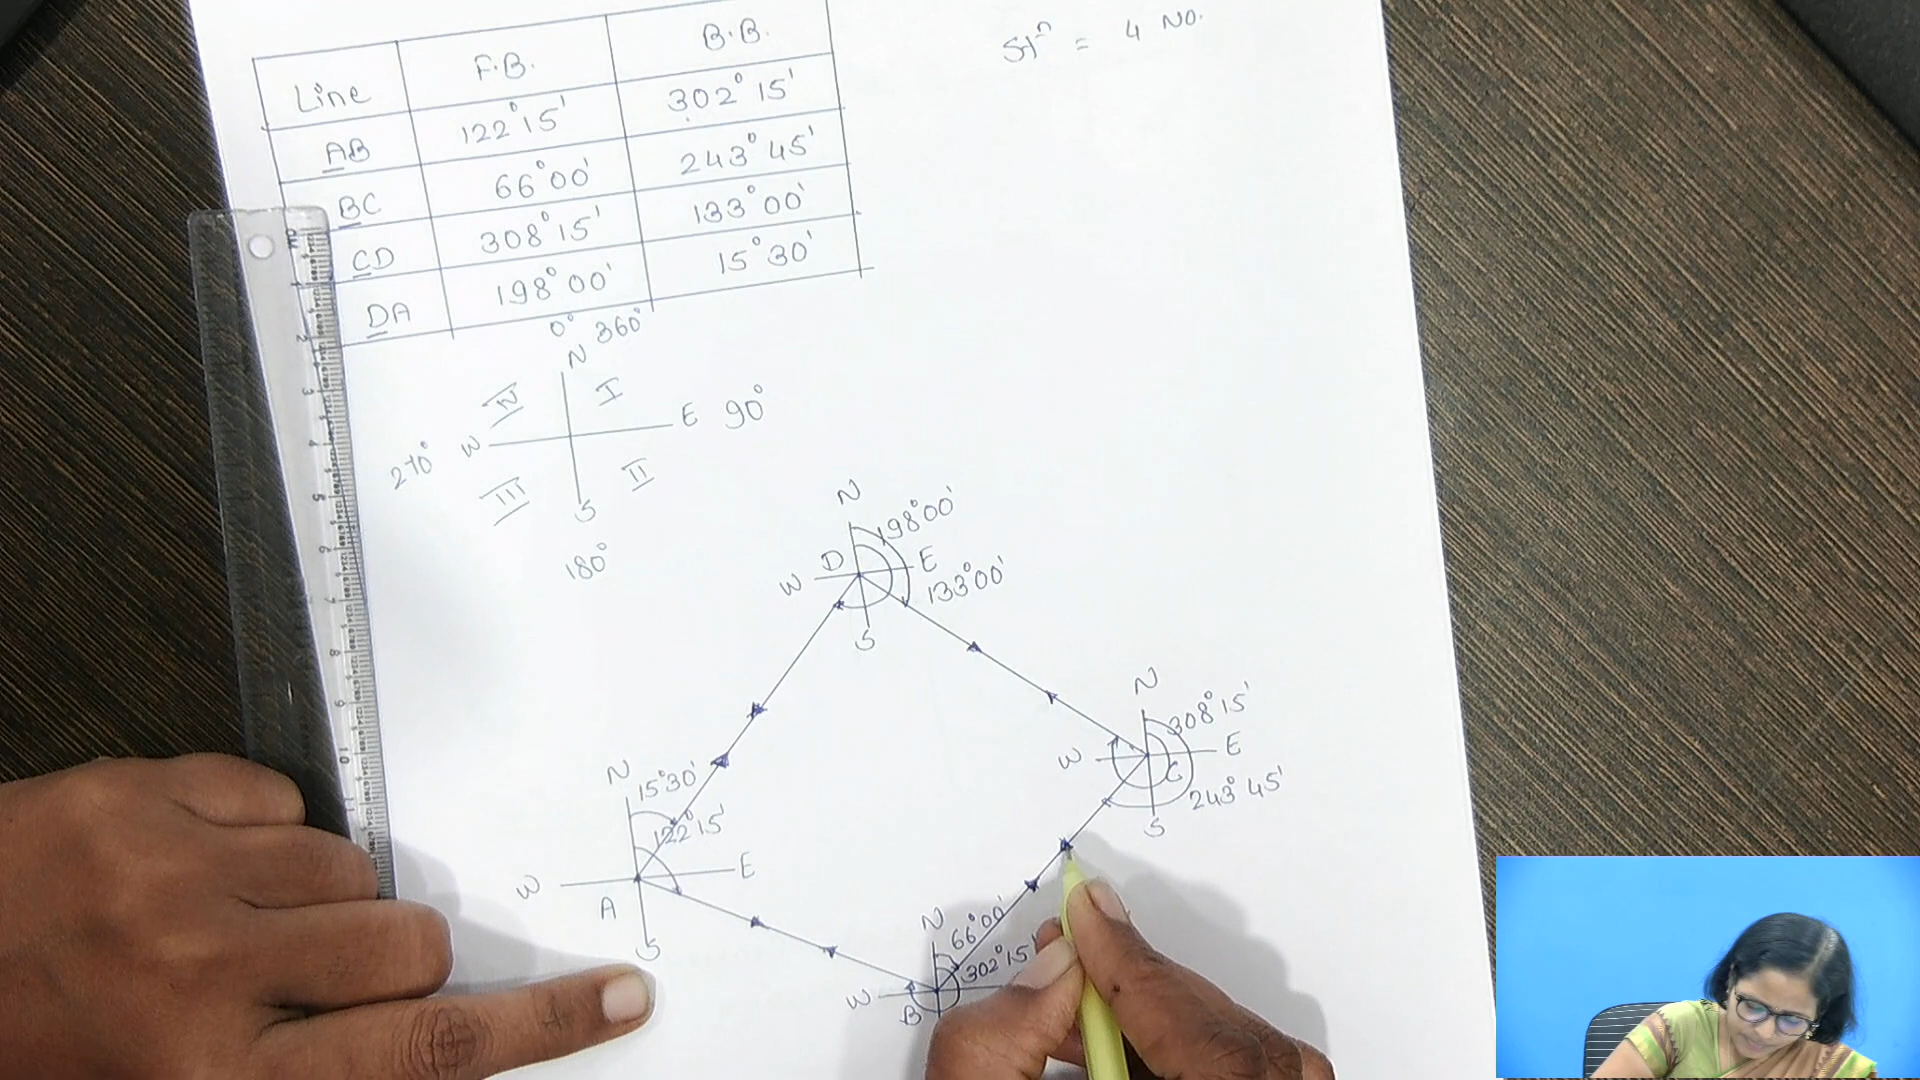 Line F.B. B.B.
AB 122°15' 302°15'
BC 66°00' 243°45'
CD 308°15' 133°00'
DA 198°00' 15°30'
Stⁿ = 4 No.
0° 360°
N
IV I
270° W E 90°
III II
S
180°
N
198°00'
D E
W 133°00'
S
N
308°15'
W E
C
243°45'
S
N
15°30'
122°15'
W E
A
S
N
66°00'
302°15'
W
B